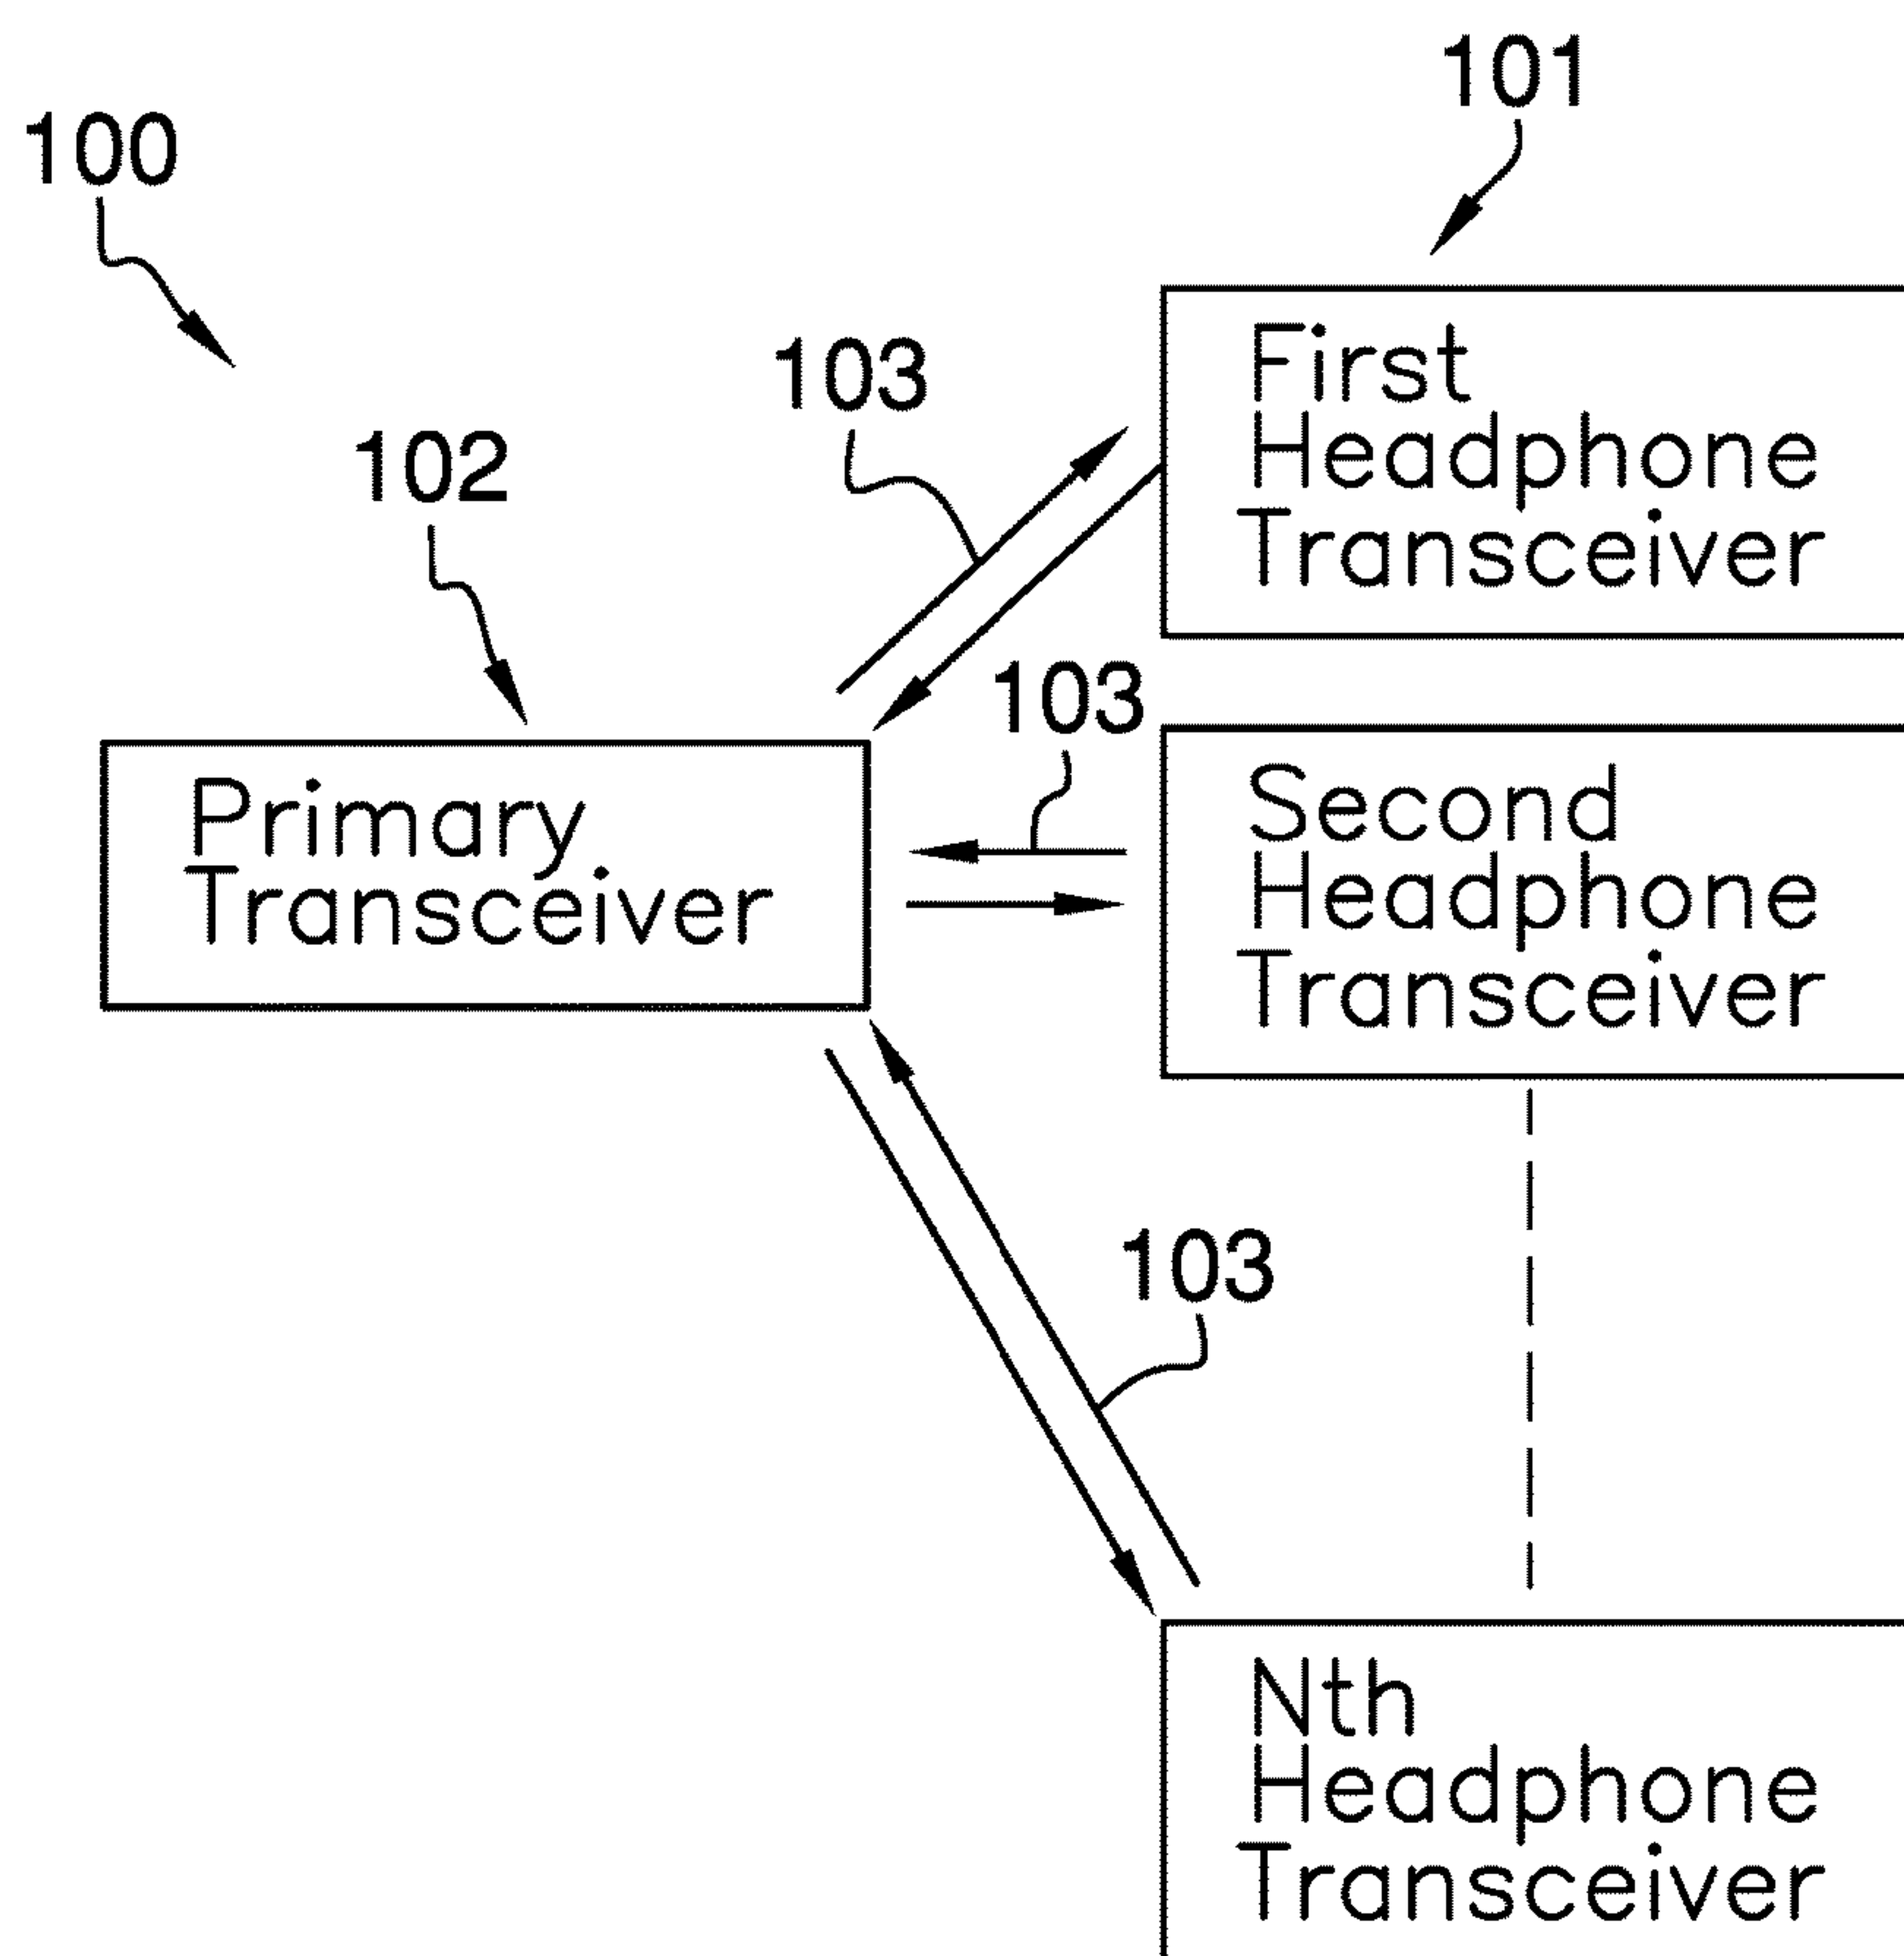 101
100
103
102
First
Headphone
Transceiver
103
Primary
Transceiver
Second
Headphone
Transceiver
103
Nth
Headphone
Transceiver